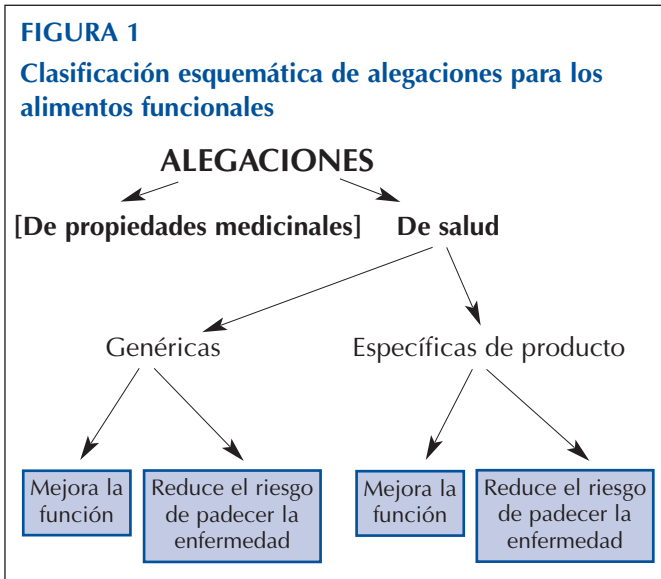 FIGURA 1
Clasificación esquemática de alegaciones para los
alimentos funcionales
ALEGACIONES
[De propiedades medicinales] De salud
Genéricas Específicas de producto
Mejora la
función
Reduce el riesgo
de padecer la
enfermedad
Mejora la
función
Reduce el riesgo
de padecer la
enfermedad